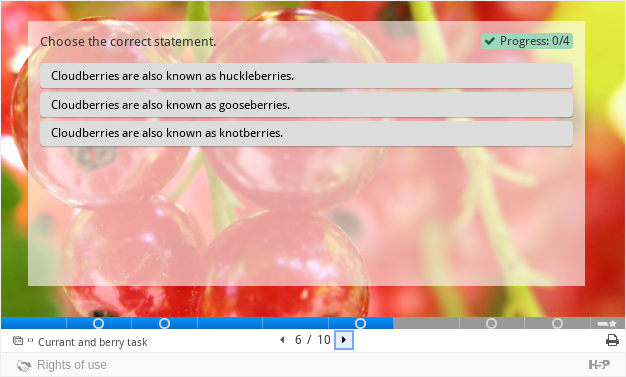 Choose the correct statement.
Progress: 0/4
Cloudberries are also known as huckleberries.
Cloudberries are also known as gooseberries.
Cloudberries are also known as knotberries.
Currant and berry task
6 / 10
Rights of use
H5P